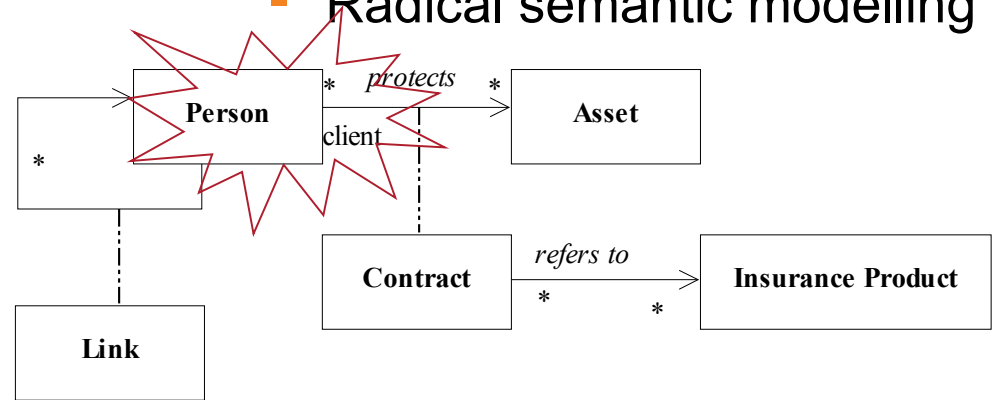 Radical semantic modelling
* protects *
Person
Asset
client
*
refers to
Contract
Insurance Product
* *
Link